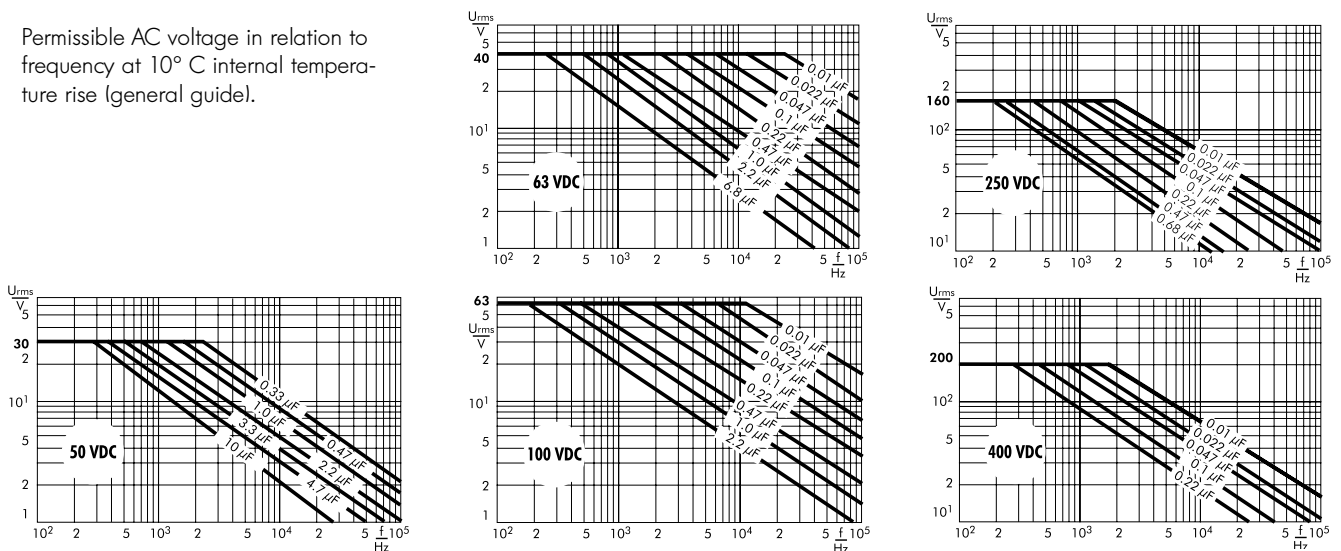 Permissible AC voltage in relation to
frequency at 10° C internal tempera-
ture rise (general guide).
Urms
V
5
40
2
10¹
5
2
1
63 VDC
0.01 µF
0.022 µF
0.047 µF
0.1 µF
0.22 µF
0.47 µF
1.0 µF
2.2 µF
6.8 µF
10² 2 5 10³ 2 5 10⁴ 2 5 f/Hz 10⁵
Urms
V
5
2
160
10²
5
2
10¹
250 VDC
0.01 µF
0.022 µF
0.047 µF
0.1 µF
0.22 µF
0.47 µF
0.68 µF
10² 2 5 10³ 2 5 10⁴ 2 5 f/Hz 10⁵
Urms
V
5
30
2
10¹
5
2
1
50 VDC
0.33 µF
0.47 µF
1.0 µF
2.2 µF
3.3 µF
4.7 µF
10 µF
10² 2 5 10³ 2 5 10⁴ 2 5 f/Hz 10⁵
63
Urms
V
2
10¹
5
2
1
100 VDC
0.01 µF
0.022 µF
0.047 µF
0.1 µF
0.22 µF
0.47 µF
1.0 µF
2.2 µF
10² 2 5 10³ 2 5 10⁴ 2 5 f/Hz 10⁵
Urms
V
5
200
10²
5
2
10¹
400 VDC
0.01 µF
0.022 µF
0.047 µF
0.1 µF
0.22 µF
10² 2 5 10³ 2 5 10⁴ 2 5 f/Hz 10⁵